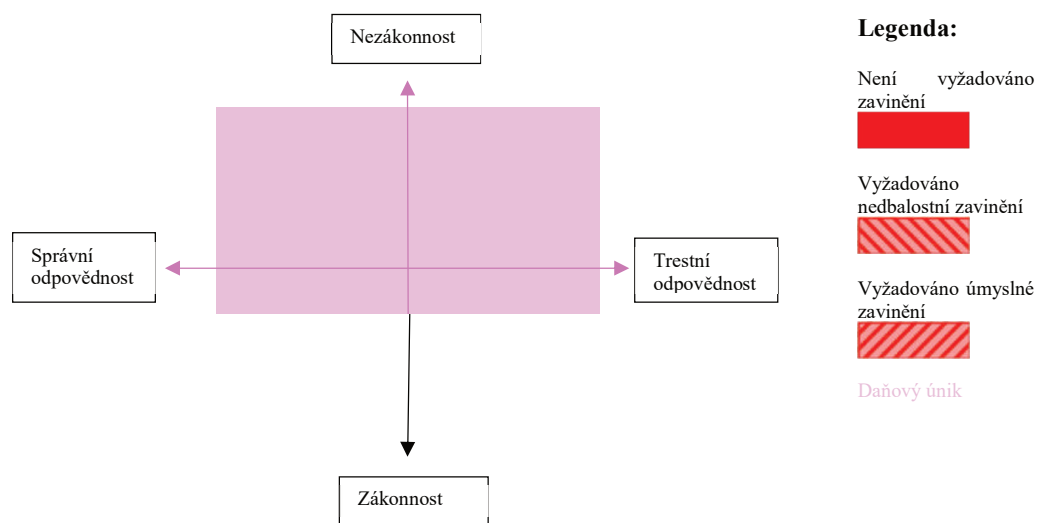 Nezákonnost
Správní
odpovědnost
Trestní
odpovědnost
Zákonnost
Legenda:
Není vyžadováno
zavinění
Vyžadováno
nedbalostní zavinění
Vyžadováno úmyslné
zavinění
Daňový únik